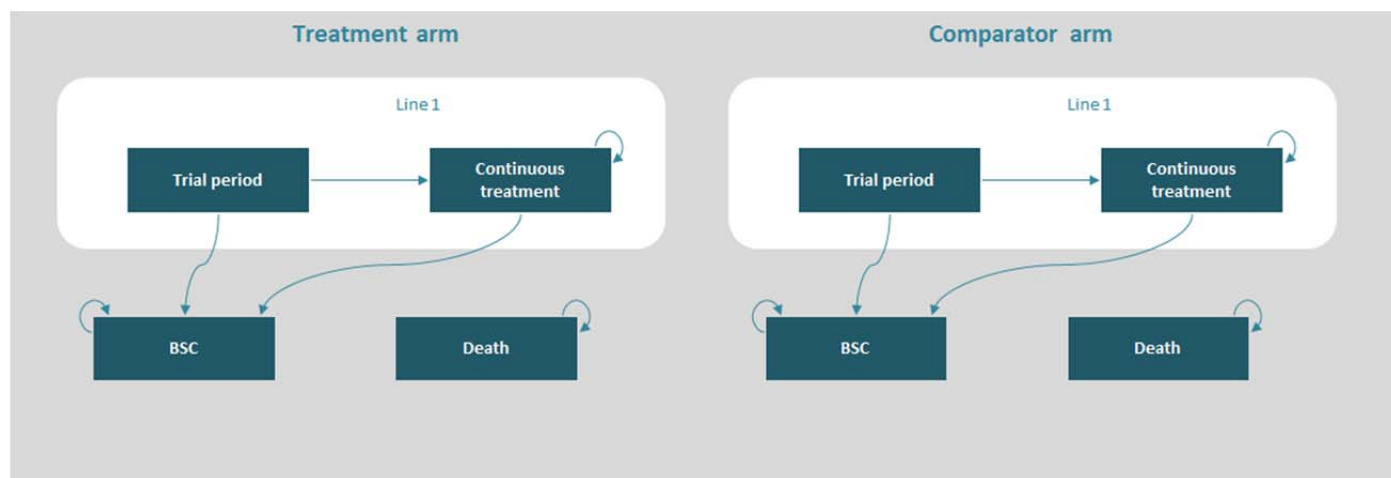 Treatment arm
Line 1
Trial period
Continuous
treatment
BSC
Death
Comparator arm
Line 1
Trial period
Continuous
treatment
BSC
Death